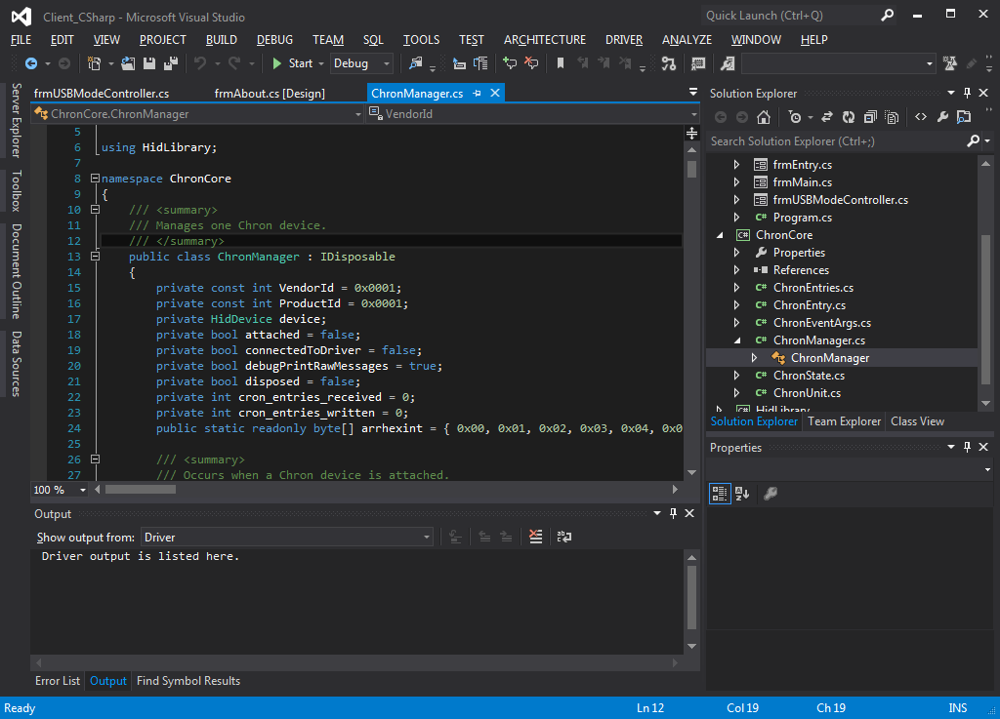 Client_CSharp - Microsoft Visual Studio
Quick Launch (Ctrl+Q)
FILE EDIT VIEW PROJECT BUILD DEBUG TEAM SQL TOOLS TEST ARCHITECTURE DRIVER ANALYZE WINDOW HELP
Start Debug
Server Explorer
Toolbox
Document Outline
Data Sources
frmUSBModeController.cs frmAbout.cs [Design] ChronManager.cs
ChronCore.ChronManager VendorId
5
6 using HidLibrary;
7
8 namespace ChronCore
9 {
10 /// <summary>
11 /// Manages one Chron device.
12 /// </summary>
13 public class ChronManager : IDisposable
14 {
15 private const int VendorId = 0x0001;
16 private const int ProductId = 0x0001;
17 private HidDevice device;
18 private bool attached = false;
19 private bool connectedToDriver = false;
20 private bool debugPrintRawMessages = true;
21 private bool disposed = false;
22 private int cron_entries_received = 0;
23 private int cron_entries_written = 0;
24 public static readonly byte[] arrhexint = { 0x00, 0x01, 0x02, 0x03, 0x04, 0x0
25
26 /// <summary>
27 /// Occurs when a Chron device is attached.
100 %
Output
Show output from: Driver
Driver output is listed here.
Error List Output Find Symbol Results
Solution Explorer
Search Solution Explorer (Ctrl+;)
frmEntry.cs
frmMain.cs
frmUSBModeController.cs
C# Program.cs
C# ChronCore
Properties
References
C# ChronEntries.cs
C# ChronEntry.cs
C# ChronEventArgs.cs
C# ChronManager.cs
ChronManager
C# ChronState.cs
C# ChronUnit.cs
C# HidLibrary
Solution Explorer Team Explorer Class View
Properties
Ready Ln 12 Col 19 Ch 19 INS